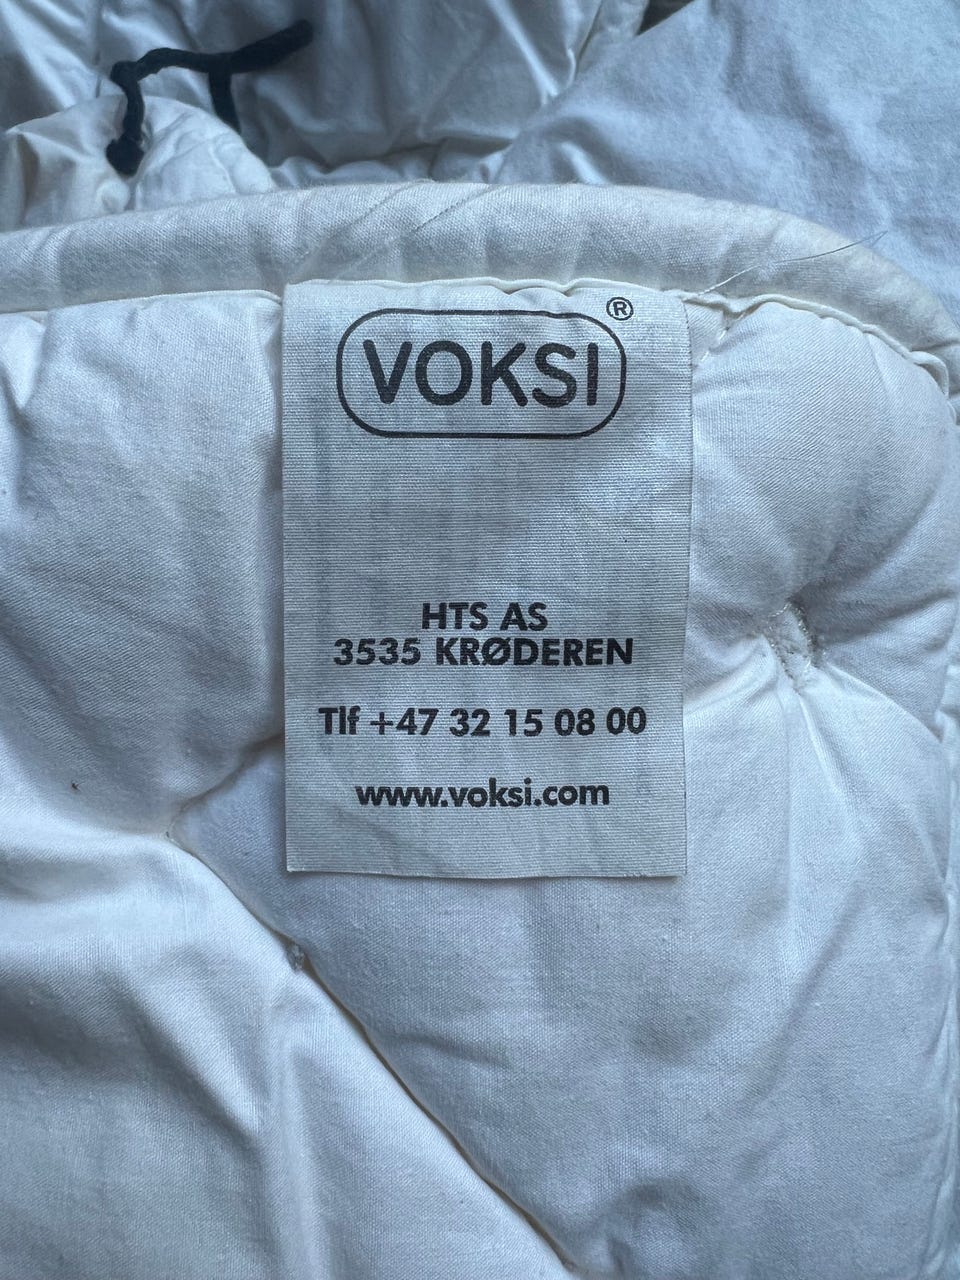 VOKSI®
HTS AS
3535 KRØDEREN
Tlf +47 32 15 08 00
www.voksi.com